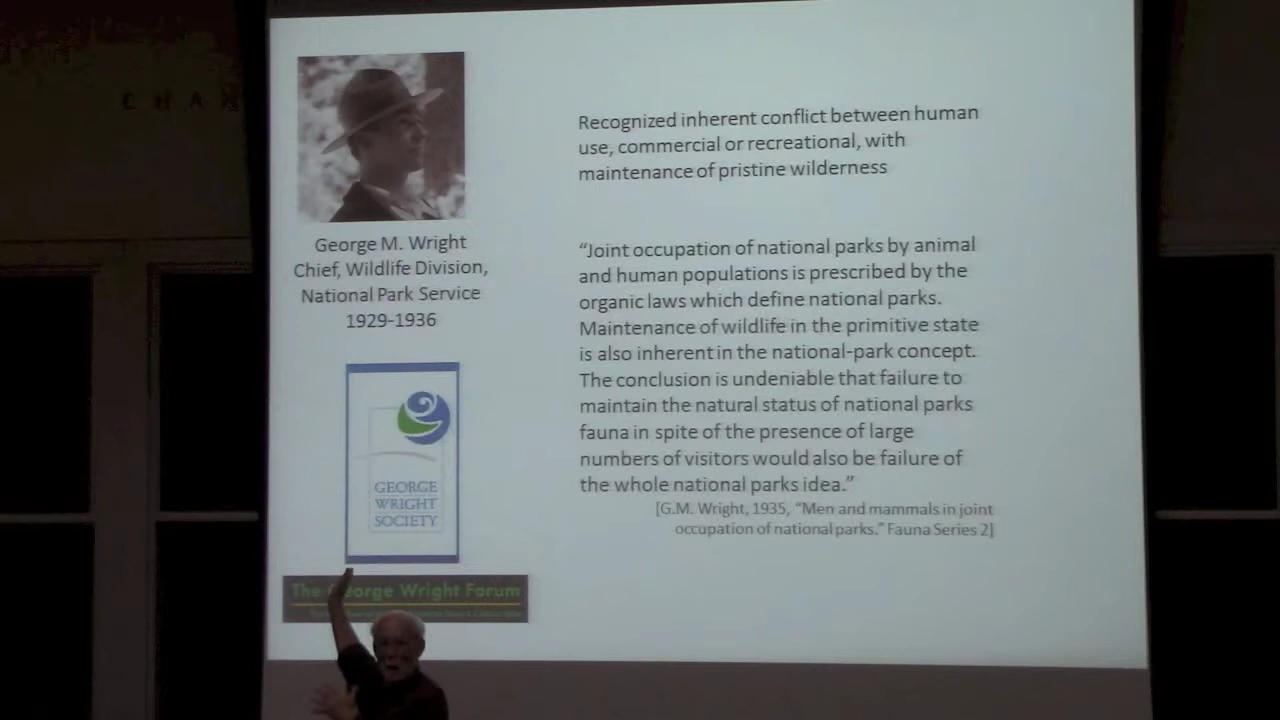 CHA
George M. Wright
Chief, Wildlife Division,
National Park Service
1929-1936
GEORGE
WRIGHT
SOCIETY
The George Wright Forum
Recognized inherent conflict between human
use, commercial or recreational, with
maintenance of pristine wilderness
“Joint occupation of national parks by animal
and human populations is prescribed by the
organic laws which define national parks.
Maintenance of wildlife in the primitive state
is also inherent in the national-park concept.
The conclusion is undeniable that failure to
maintain the natural status of national parks
fauna in spite of the presence of large
numbers of visitors would also be failure of
the whole national parks idea.”
[G.M. Wright, 1935, “Men and mammals in joint
occupation of national parks.” Fauna Series 2]